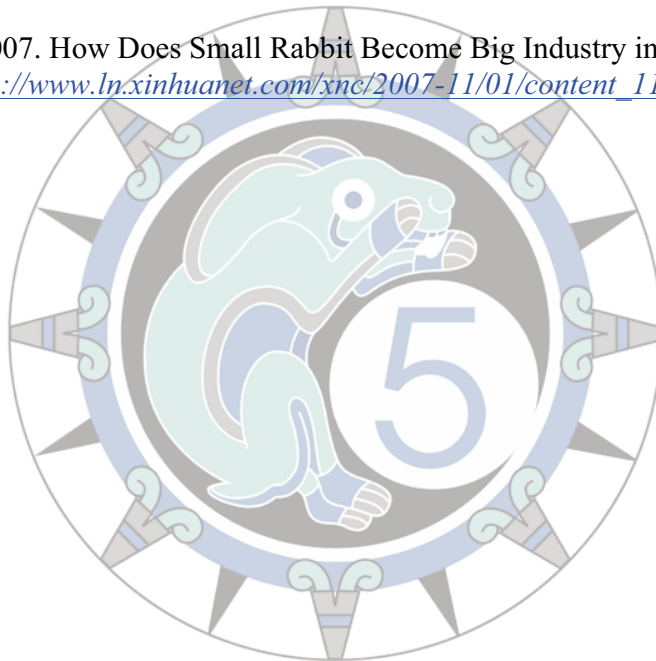 007. How Does Small Rabbit Become Big Industry in
://www.ln.xinhuanet.com/xnc/2007-11/01/content_11
5